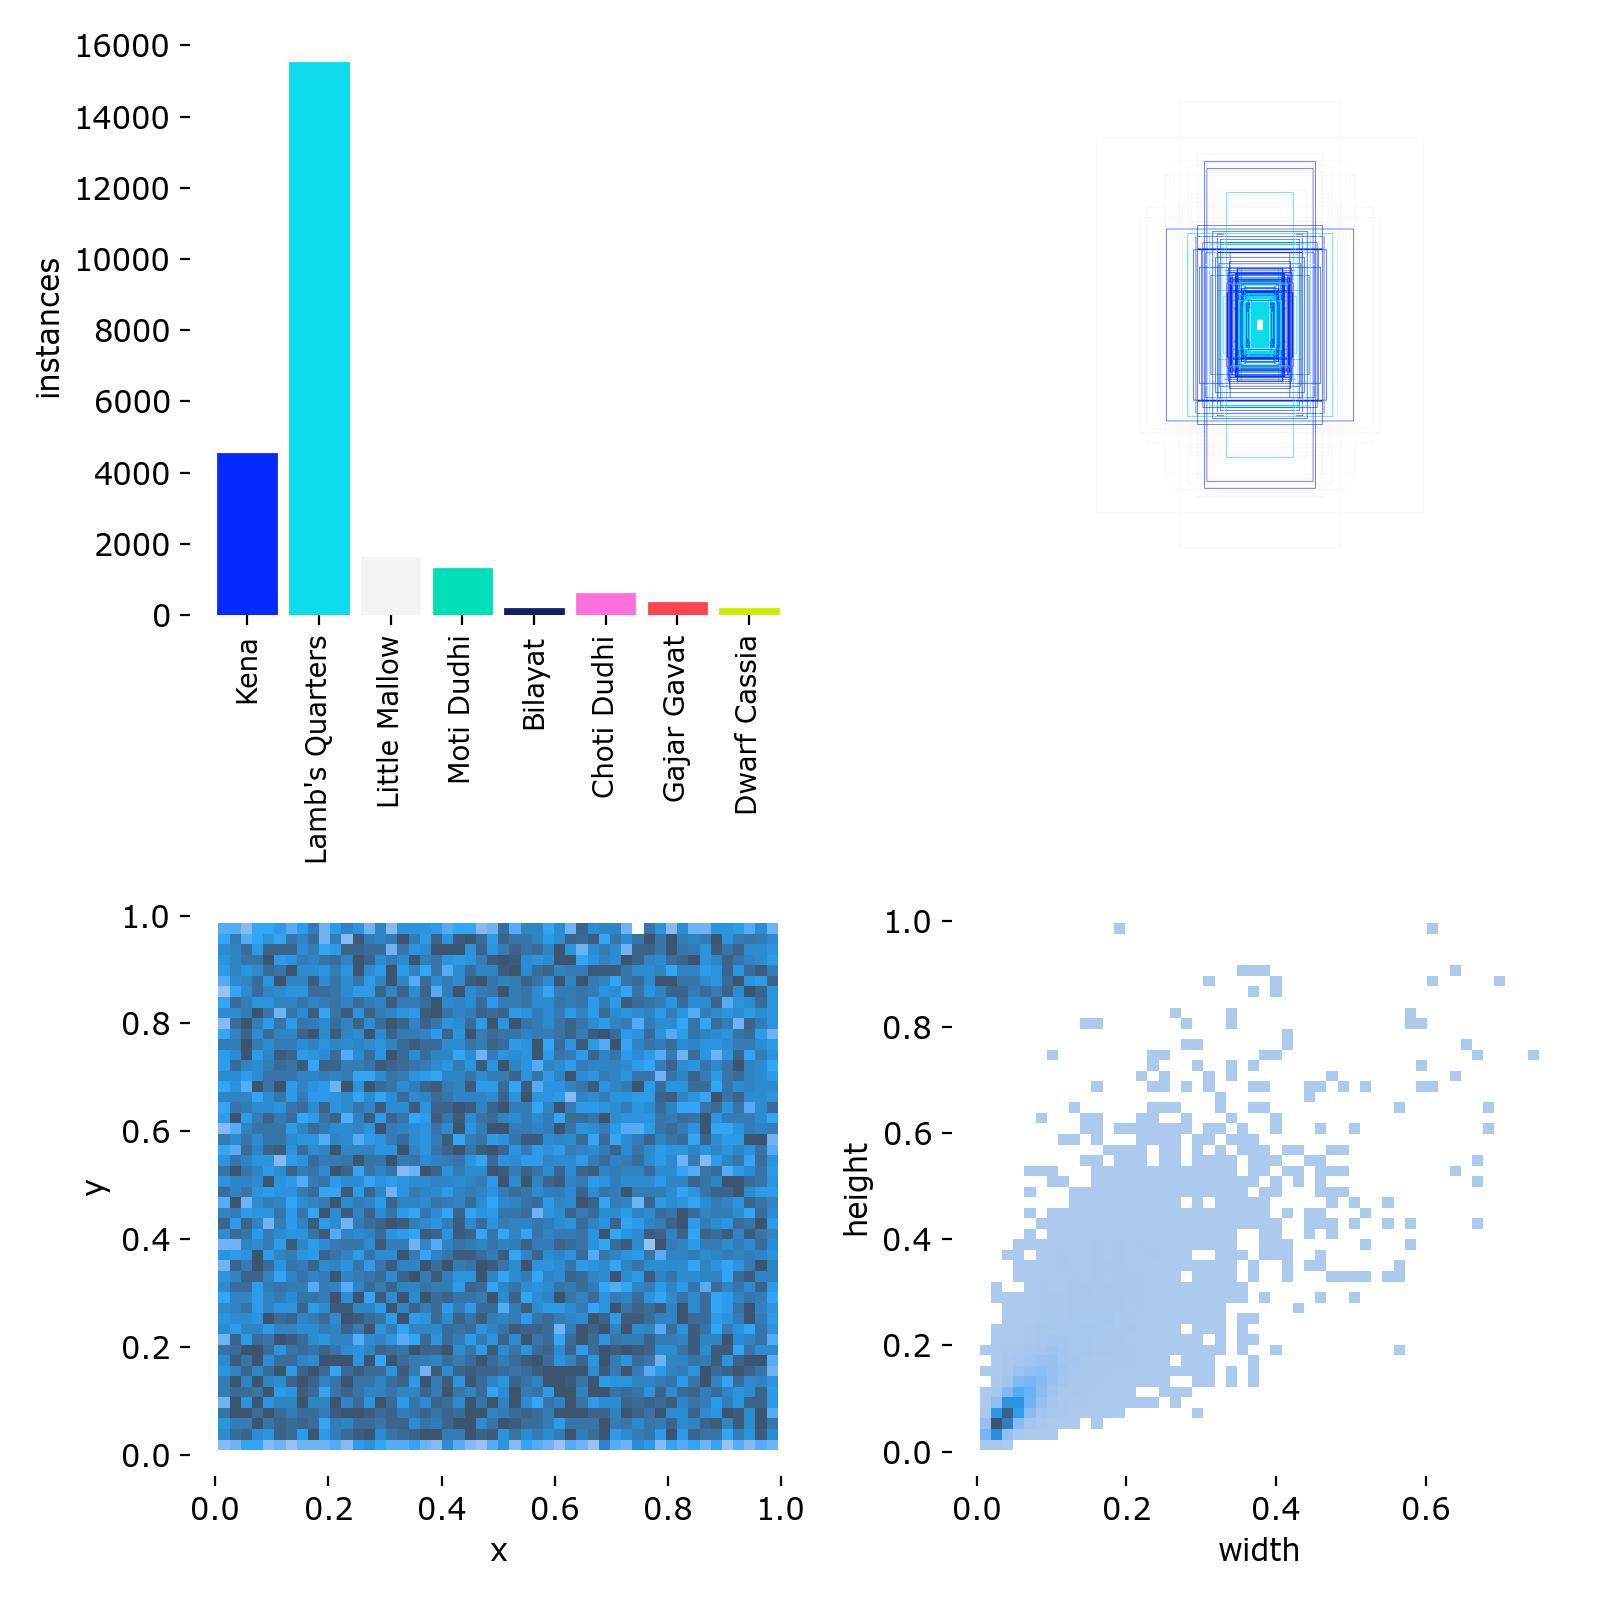 16000
14000
12000
10000
8000
6000
4000
2000
0
instances
Kena
Lamb's Quarters
Little Mallow
Moti Dudhi
Bilayat
Choti Dudhi
Gajar Gavat
Dwarf Cassia
1.0
0.8
0.6
0.4
0.2
0.0
y
0.0 0.2 0.4 0.6 0.8 1.0
x
1.0
0.8
0.6
0.4
0.2
0.0
height
0.0 0.2 0.4 0.6
width